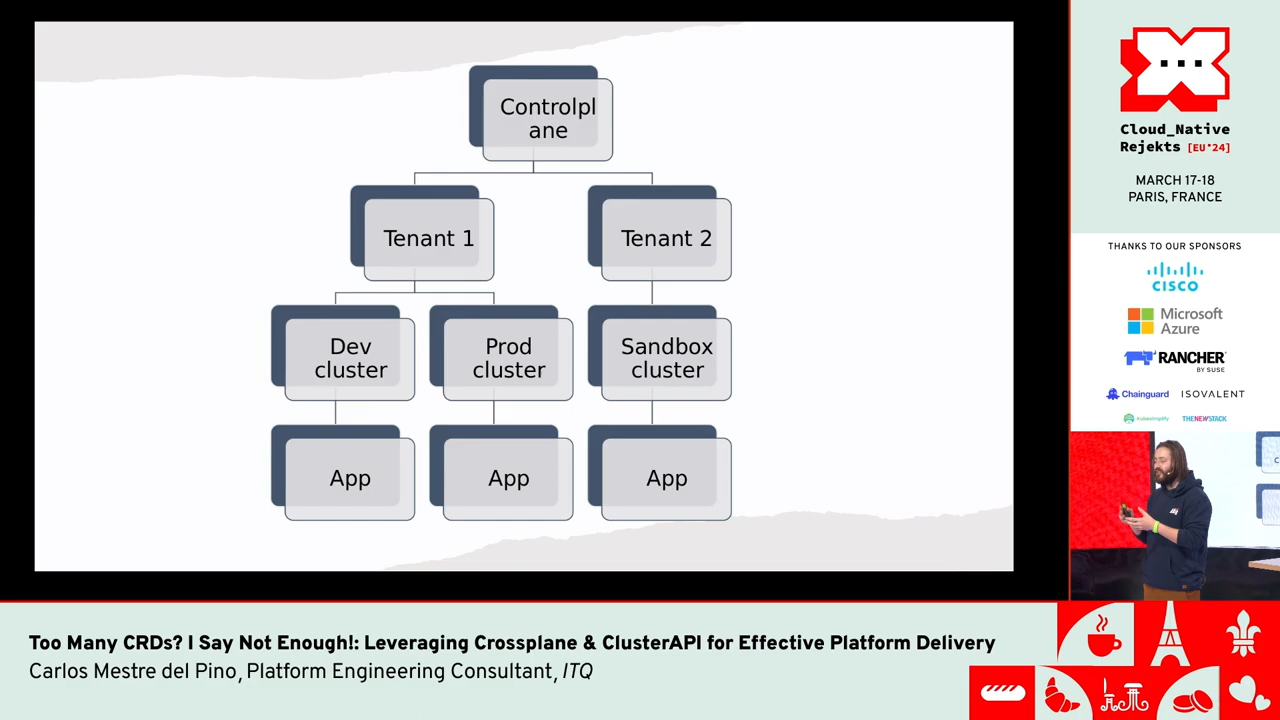 Controlpl
ane
Tenant 1
Tenant 2
Dev
cluster
Prod
cluster
Sandbox
cluster
App
App
App
Cloud_Native
Rejekts [EU*24]
MARCH 17-18
PARIS, FRANCE
THANKS TO OUR SPONSORS
CISCO
Microsoft
Azure
RANCHER
BY SUSE
Chainguard
ISOVALENT
Kubesimplify
THENEWSTACK
Too Many CRDs? I Say Not Enough!: Leveraging Crossplane & ClusterAPI for Effective Platform Delivery
Carlos Mestre del Pino, Platform Engineering Consultant, ITQ